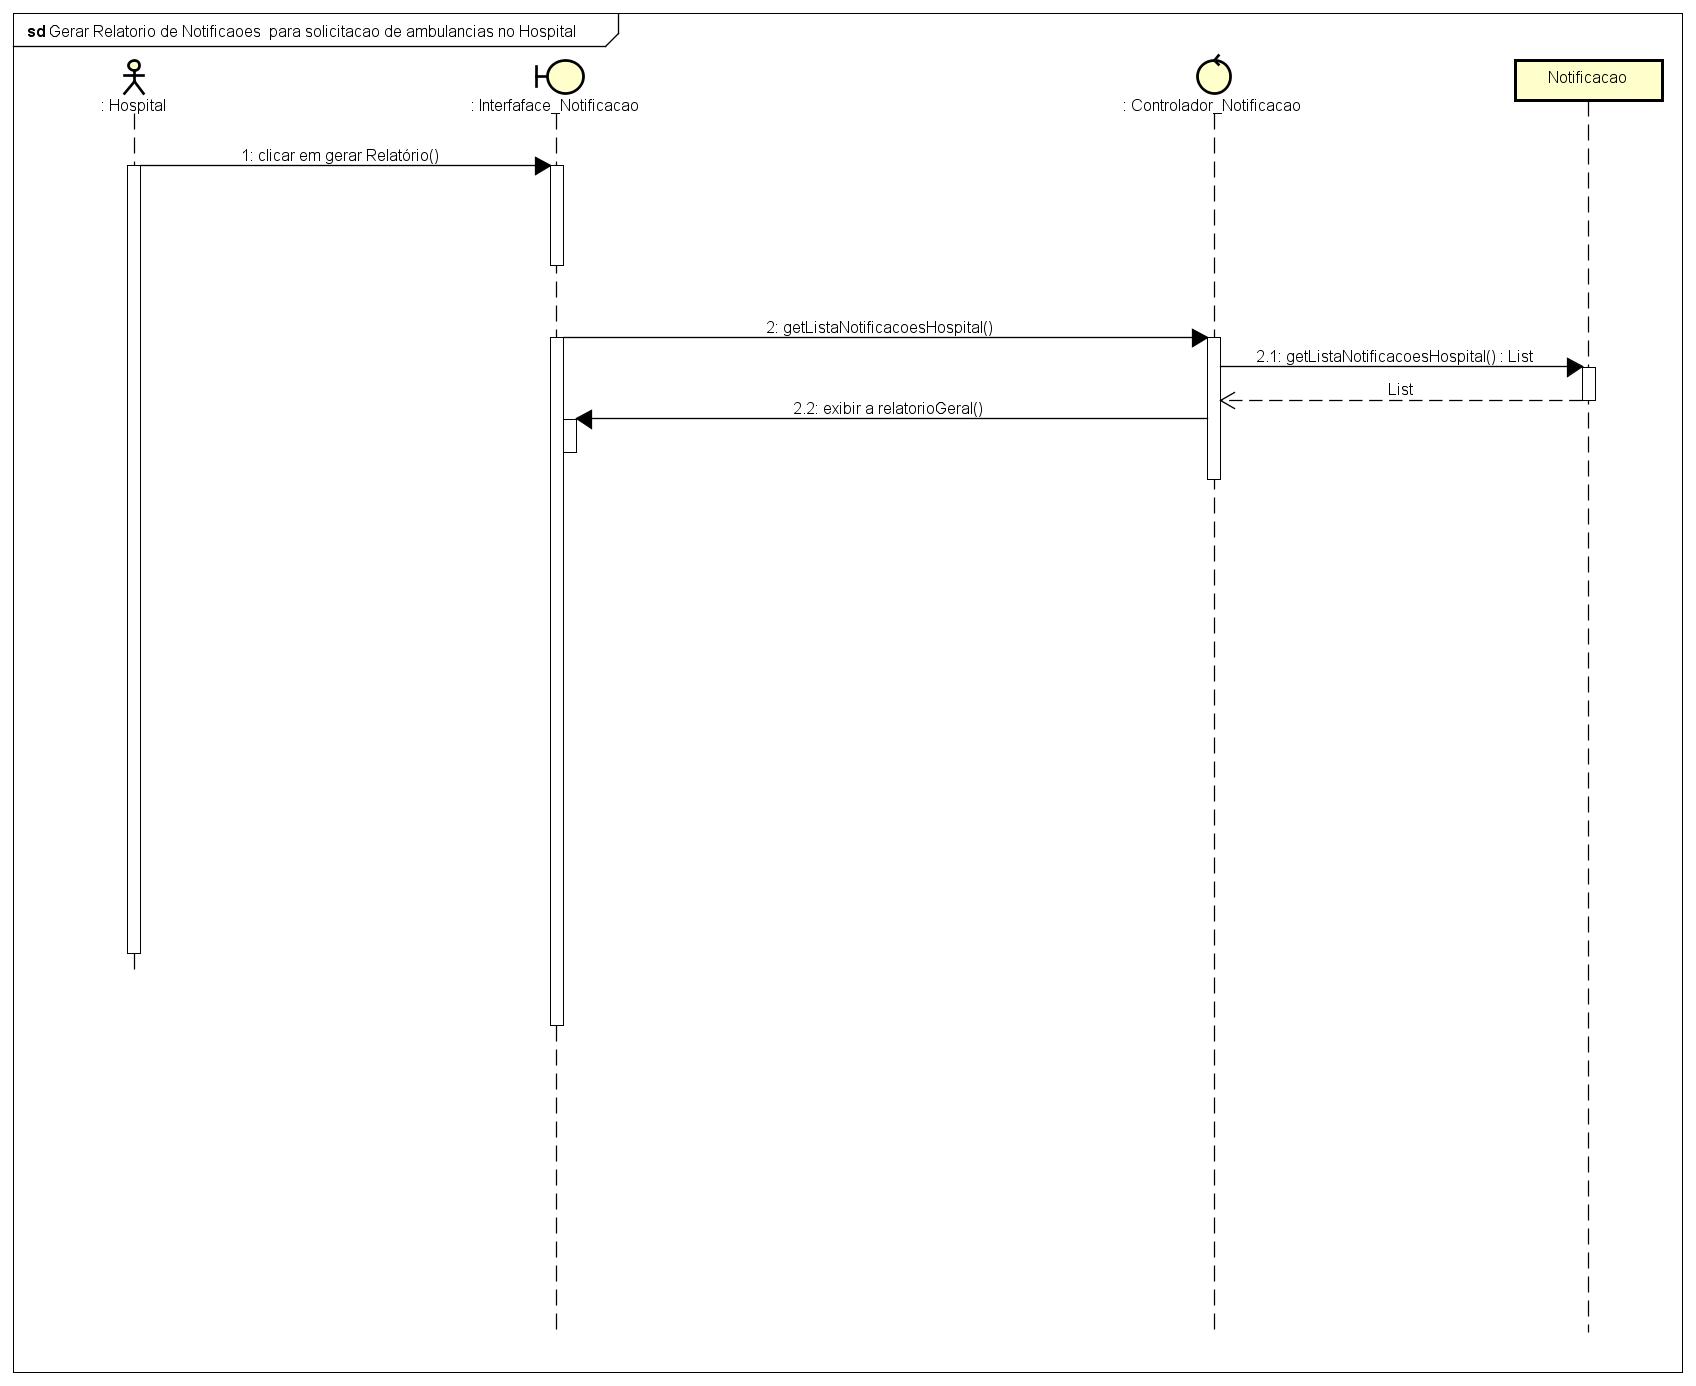 sd Gerar Relatorio de Notificaoes  para solicitacao de ambulancias no Hospital
: Hospital
: Interfaface_Notificacao
: Controlador_Notificacao
Notificacao
1: clicar em gerar Relatório()
2: getListaNotificacoesHospital()
2.1: getListaNotificacoesHospital() : List
List
2.2: exibir a relatorioGeral()